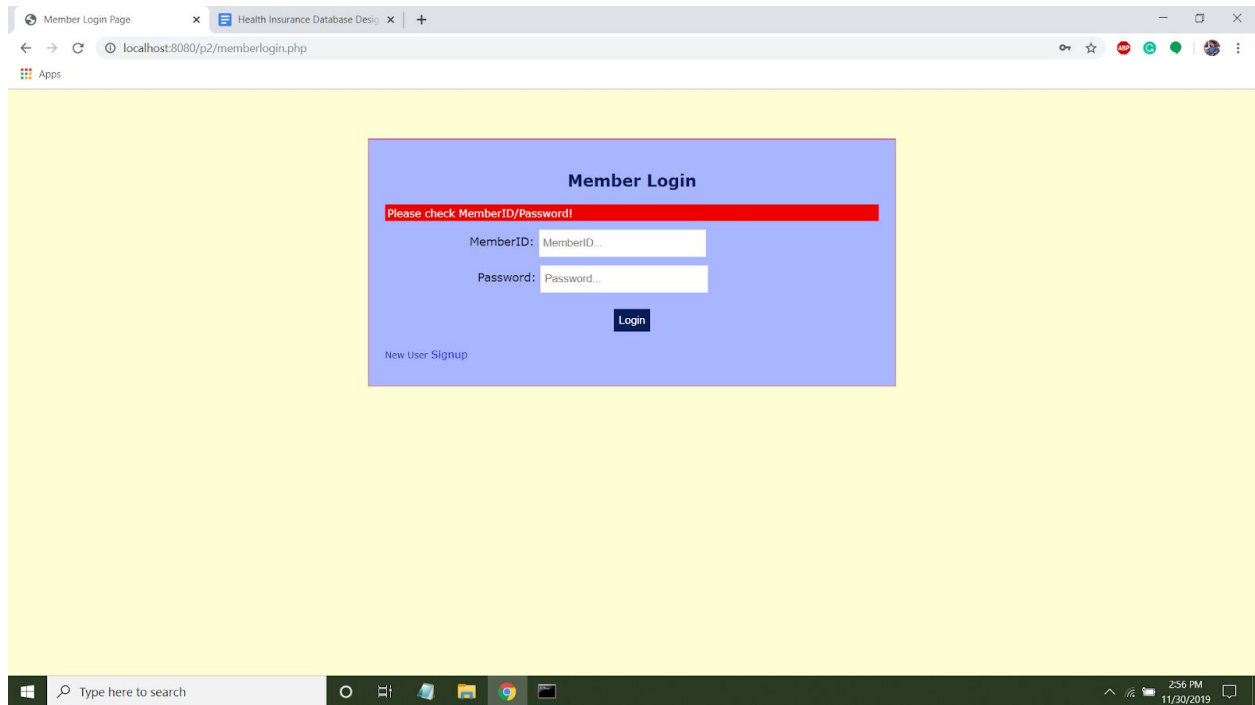 Member Login Page
Health Insurance Database Desig
localhost:8080/p2/memberlogin.php
ABP
Apps
Member Login
Please check MemberID/Password!
MemberID: MemberID...
Password: Password...
Login
New User Signup
Type here to search
2:56 PM
11/30/2019